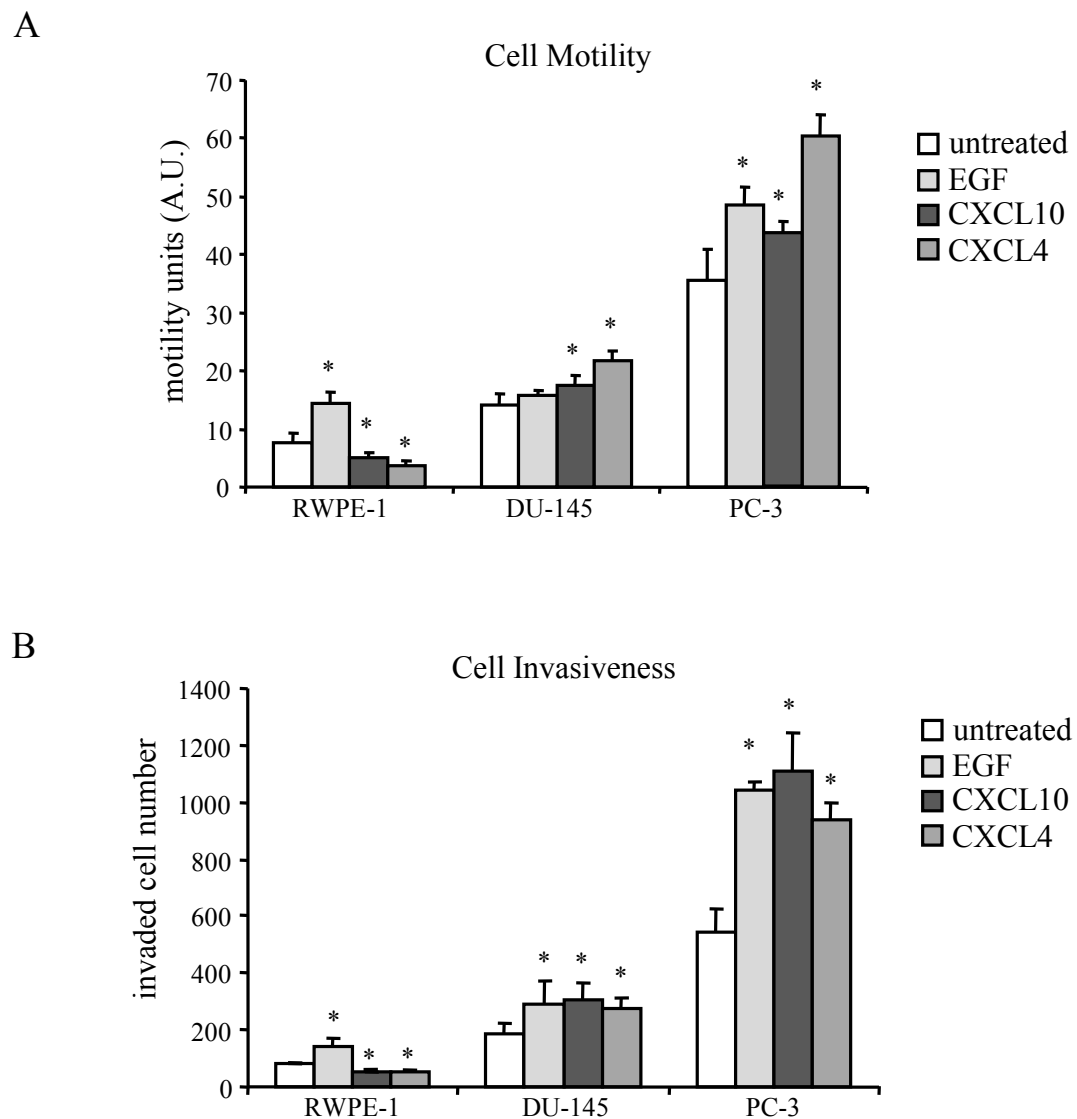 A
Cell Motility
motility units (A.U.)
70
60
50
40
30
20
10
0
*
*
*
*
*
*
*
*
RWPE-1
DU-145
PC-3
untreated
EGF
CXCL10
CXCL4
B
Cell Invasiveness
invaded cell number
1400
1200
1000
800
600
400
200
0
*
*
*
*
*
*
*
*
*
RWPE-1
DU-145
PC-3
untreated
EGF
CXCL10
CXCL4